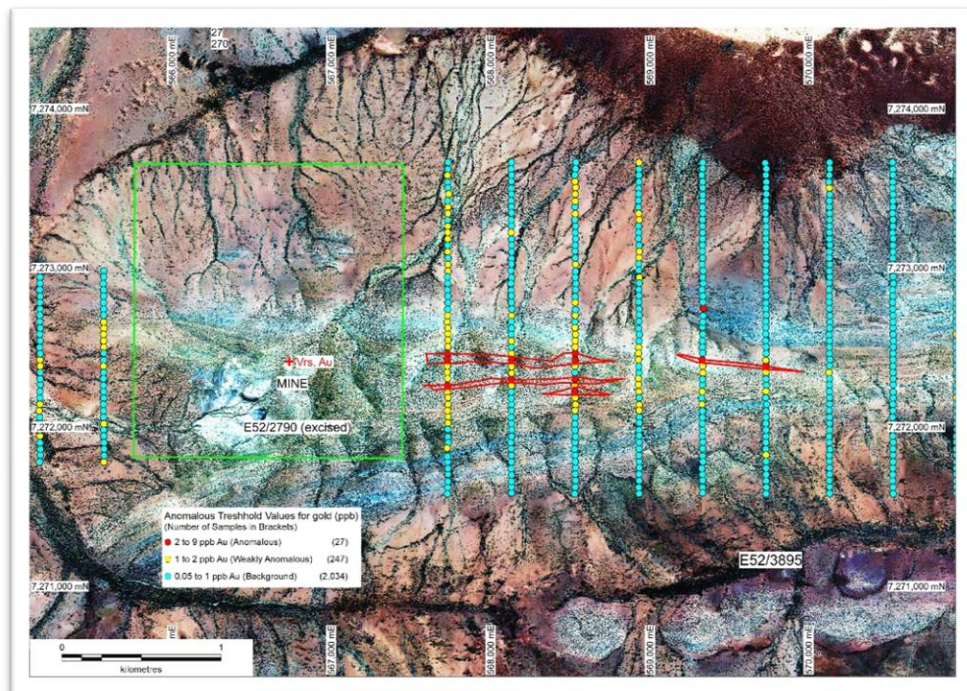 27
270
566,000 mE
567,000 mE
568,000 mE
569,000 mE
570,000 mE
7,274,000 mN
7,274,000 mN
7,273,000 mN
7,273,000 mN
Vrs, Au
MINE
E52/2790 (excised)
7,272,000 mN
7,272,000 mN
Anomalous Treshhold Values for gold (ppb)
(Number of Samples in Brackets)
2 to 9 ppb Au (Anomalous) (27)
1 to 2 ppb Au (Weakly Anomalous) (247)
0.05 to 1 ppb Au (Background) (2,034)
E52/3895
7,271,000 mN
7,271,000 mN
0 1
kilometres
566,000 mE
567,000 mE
568,000 mE
569,000 mE
570,000 mE